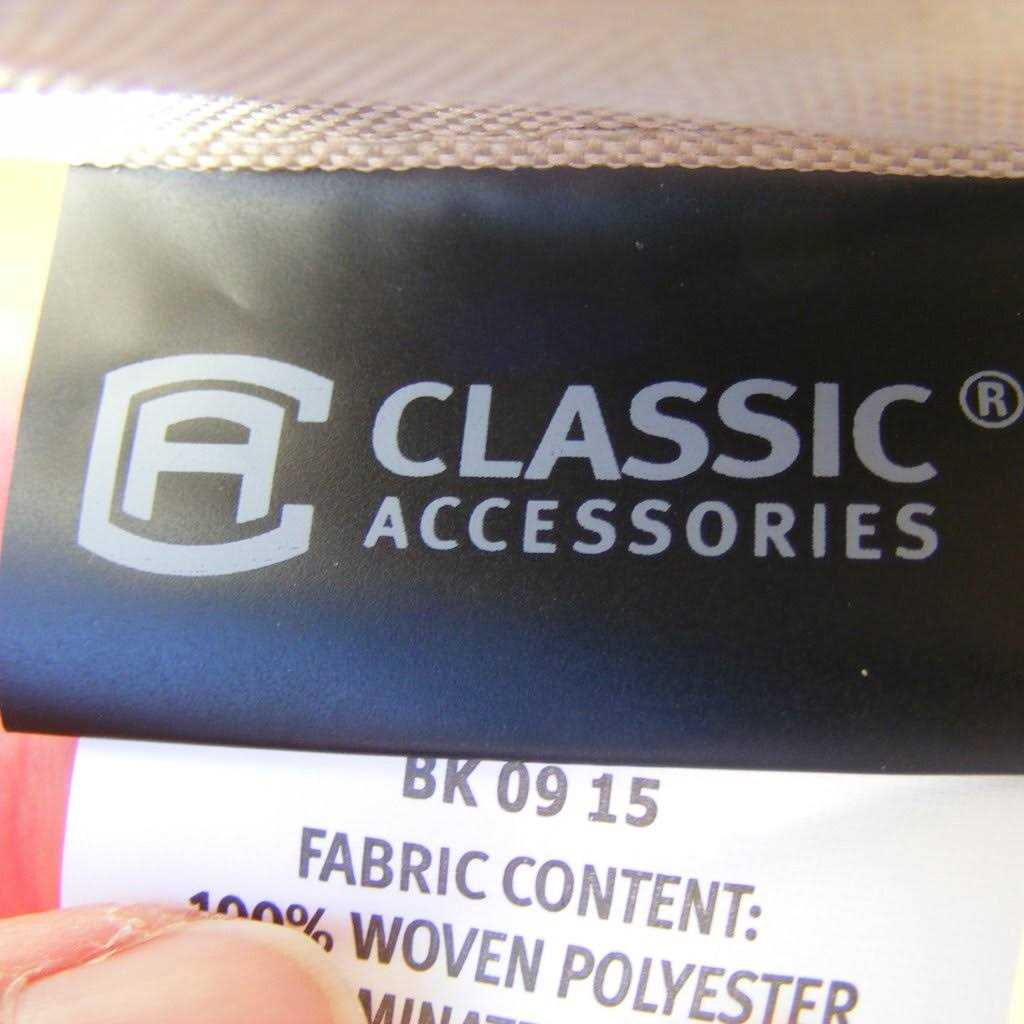 CLASSIC ®
ACCESSORIES
BK 09 15
FABRIC CONTENT:
100% WOVEN POLYESTER